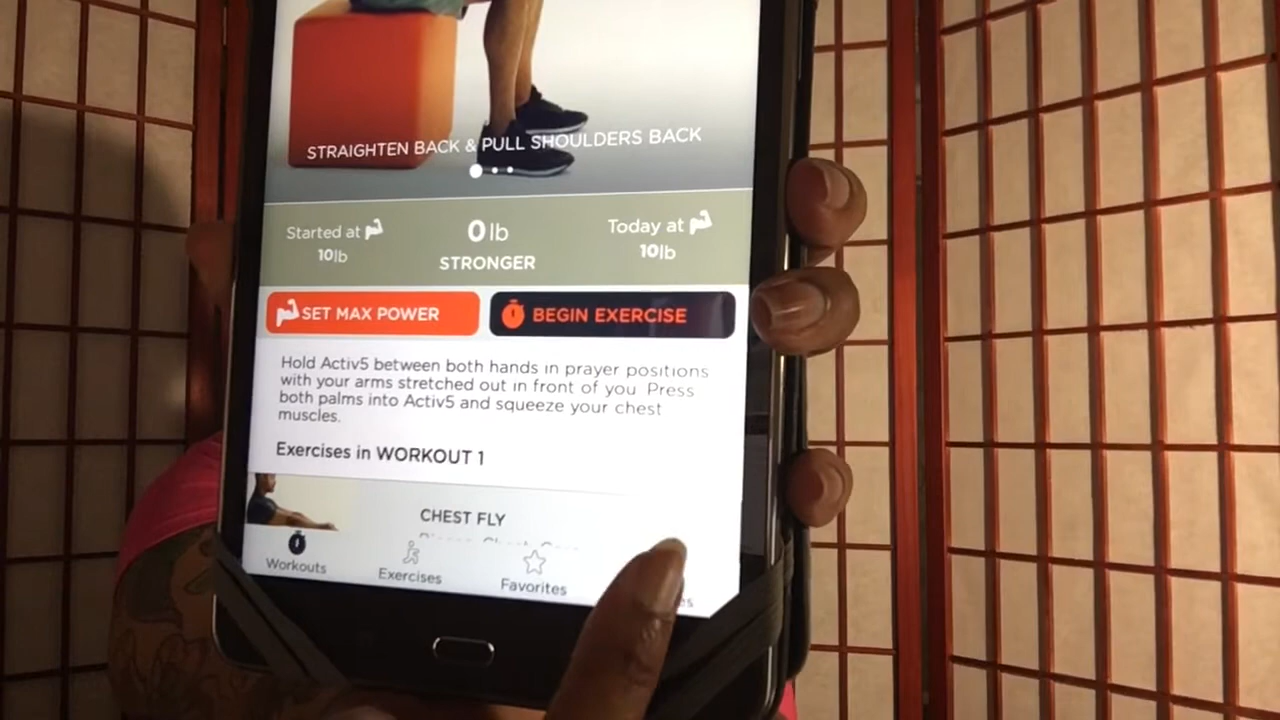 STRAIGHTEN BACK & PULL SHOULDERS BACK
Started at
10lb
0lb
STRONGER
Today at
10lb
SET MAX POWER
BEGIN EXERCISE
Hold Activ5 between both hands in prayer positions
with your arms stretched out in front of you. Press
both palms into Activ5 and squeeze your chest
muscles.
Exercises in WORKOUT 1
CHEST FLY
Workouts
Exercises
Favorites